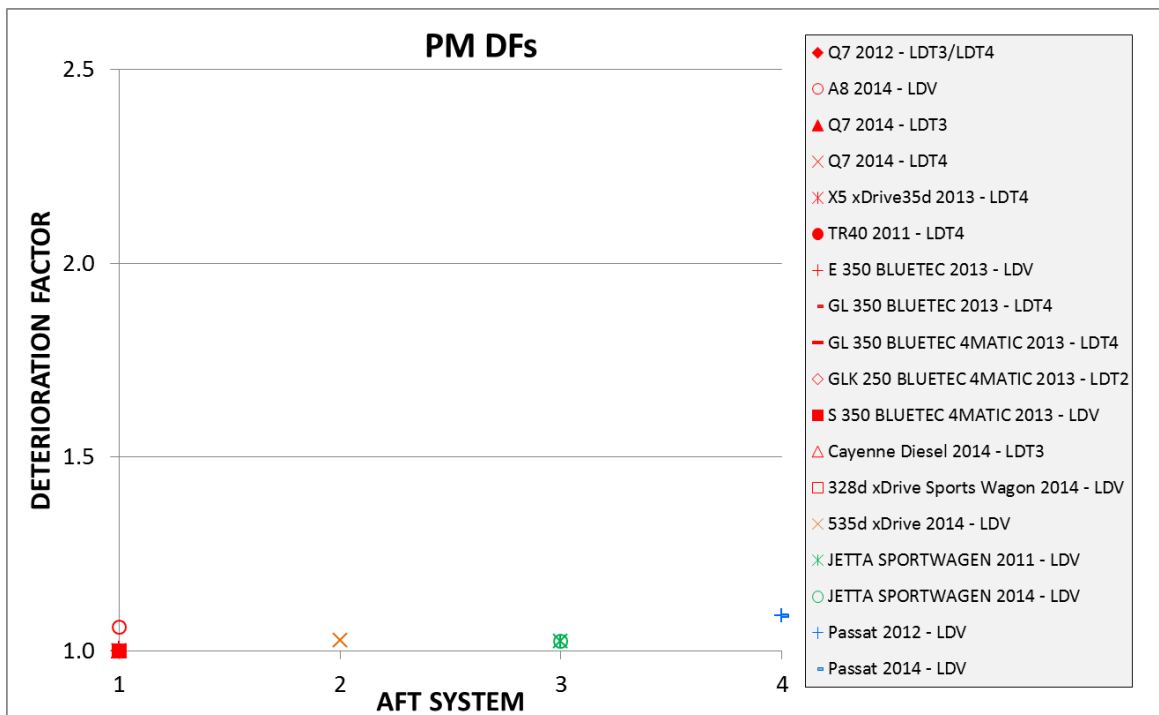 PM DFs
2.5
2.0
1.5
1.0
DETERIORATION FACTOR
1
2
3
4
AFT SYSTEM
Q7 2012 - LDT3/LDT4
A8 2014 - LDV
Q7 2014 - LDT3
Q7 2014 - LDT4
X5 xDrive35d 2013 - LDT4
TR40 2011 - LDT4
E 350 BLUETEC 2013 - LDV
GL 350 BLUETEC 2013 - LDT4
GL 350 BLUETEC 4MATIC 2013 - LDT4
GLK 250 BLUETEC 4MATIC 2013 - LDT2
S 350 BLUETEC 4MATIC 2013 - LDV
Cayenne Diesel 2014 - LDT3
328d xDrive Sports Wagon 2014 - LDV
535d xDrive 2014 - LDV
JETTA SPORTWAGEN 2011 - LDV
JETTA SPORTWAGEN 2014 - LDV
Passat 2012 - LDV
Passat 2014 - LDV